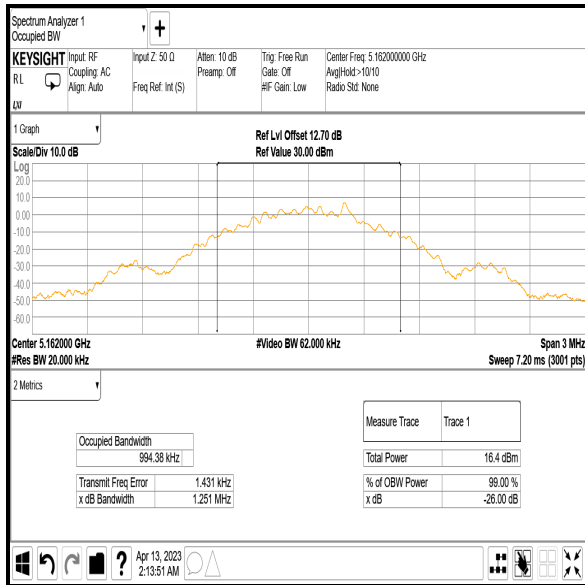 Spectrum Analyzer 1
Occupied BW
KEYSIGHT
RL
LXI
Input: RF
Coupling: AC
Align: Auto
Input Z: 50 Ω
Freq Ref: Int (S)
Atten: 10 dB
Preamp: Off
Trig: Free Run
Gate: Off
#IF Gain: Low
Center Freq: 5.162000000 GHz
Avg|Hold:>10/10
Radio Std: None
1 Graph
Scale/Div 10.0 dB
Ref Lvl Offset 12.70 dB
Ref Value 30.00 dBm
Log
20.0
10.0
0.00
-10.0
-20.0
-30.0
-40.0
-50.0
-60.0
Center 5.162000 GHz
#Res BW 20.000 kHz
#Video BW 62.000 kHz
Span 3 MHz
Sweep 7.20 ms (3001 pts)
2 Metrics
Occupied Bandwidth
994.38 kHz
Transmit Freq Error 1.431 kHz
x dB Bandwidth 1.251 MHz
Measure Trace Trace 1
Total Power 16.4 dBm
% of OBW Power 99.00 %
x dB -26.00 dB
?
Apr 13, 2023
2:13:51 AM